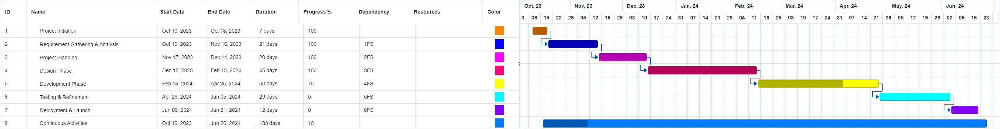 ID Name Start Date End Date Duration Progress % Dependency Resources Color
Oct, 23 Nov, 23 Dec, 23 Jan, 24 Feb, 24 Mar, 24 Apr, 24 May, 24 Jun, 24
0.. 08 15 22 29 05 12 19 26 03 10 17 24 31 07 14 21 28 04 11 18 25 03 10 17 24 31 07 14 21 28 05 12 19 26 02 09 16 23
1 Project Initiation Oct 10, 2023 Oct 18, 2023 7 days 100
2 Requirement Gathering & Analysis Oct 19, 2023 Nov 16, 2023 21 days 100 1FS
3 Project Planning Nov 17, 2023 Dec 14, 2023 20 days 100 2FS
4 Design Phase Dec 15, 2023 Feb 15, 2024 45 days 100 3FS
5 Development Phase Feb 16, 2024 Apr 25, 2024 50 days 70 4FS
6 Testing & Refinement Apr 26, 2024 Jun 05, 2024 29 days 0 5FS
7 Deployment & Launch Jun 06, 2024 Jun 21, 2024 12 days 0 6FS
9 Continuous Activities Oct 16, 2023 Jun 26, 2024 183 days 10